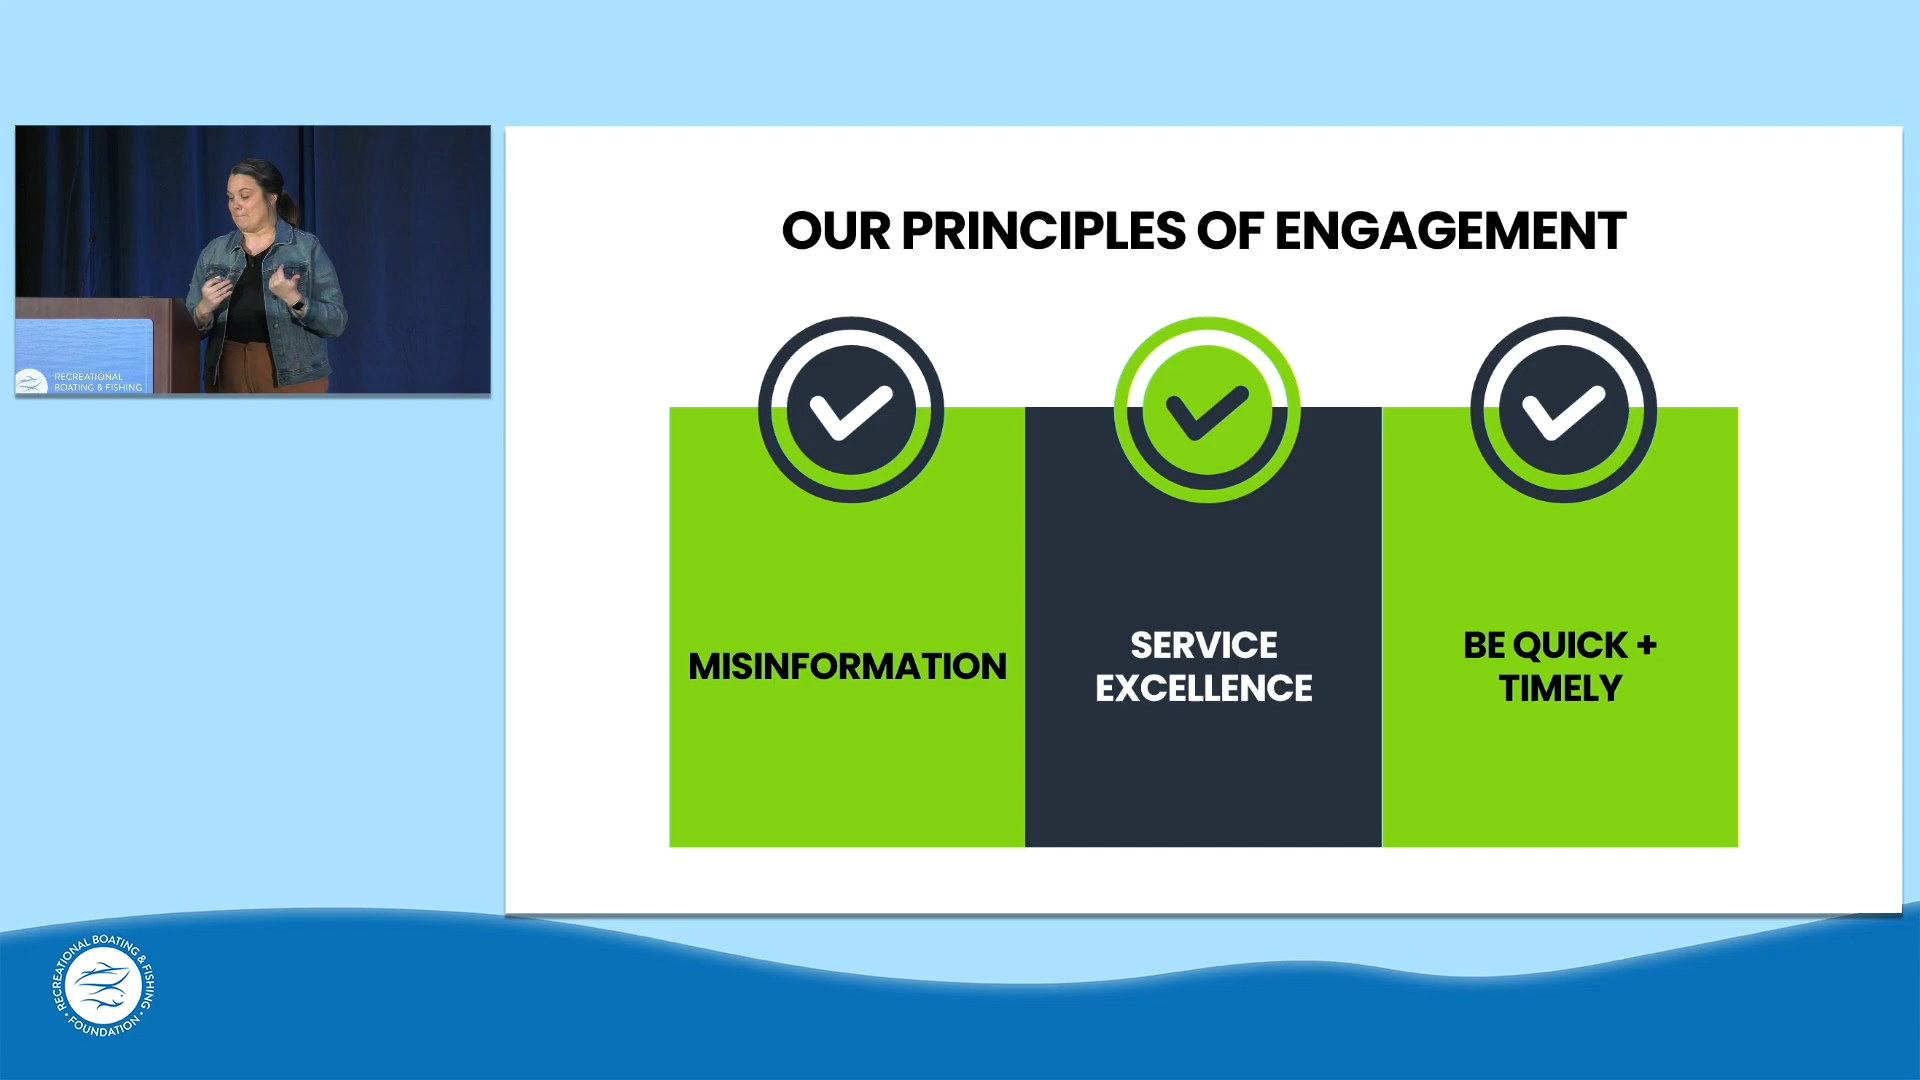 OUR PRINCIPLES OF ENGAGEMENT
MISINFORMATION
SERVICE
EXCELLENCE
BE QUICK +
TIMELY
RECREATIONAL
BOATING & FISHING
RECREATIONAL BOATING & FISHING
• FOUNDATION •